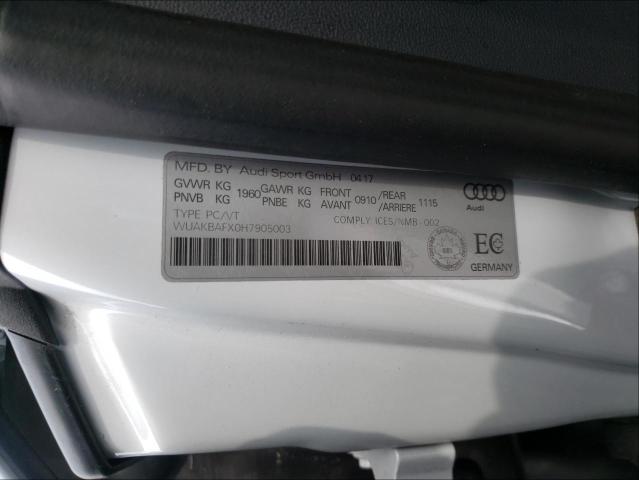 MFD. BY Audi Sport GmbH 0417
GVWR KG 1960 GAWR KG FRONT 0910 /REAR 1115
PNVB KG PNBE KG AVANT /ARRIERE
TYPE PC/VT COMPLY: ICES/NMB-002
WUAKBAFX0H7905003
Audi
EC
GERMANY